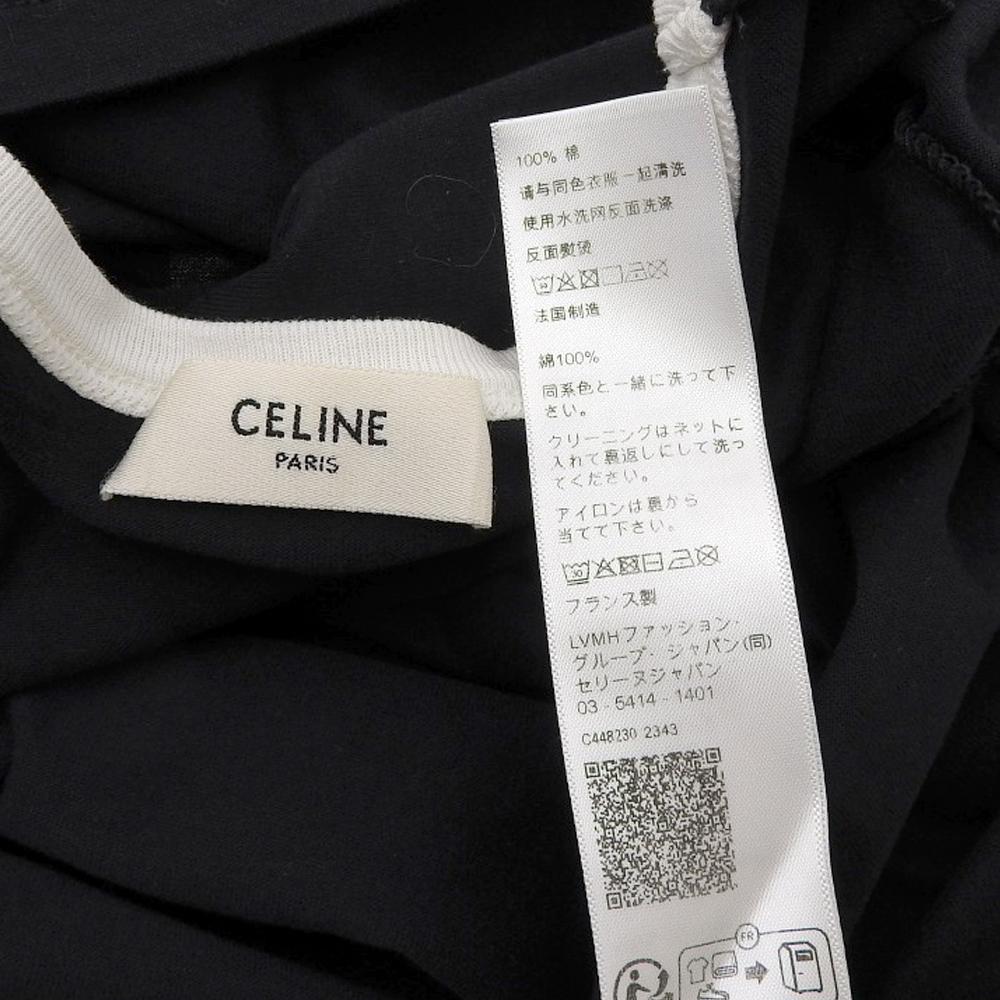 CELINE
PARIS
100% 棉
请与同色衣服一起清洗
使用水洗网反面洗涤
反面熨烫
法国制造
綿100%
同系色と一緒に洗って下
さい。
クリーニングはネットに
入れて裏返しにして洗っ
てください。
アイロンは裏から
当てて下さい。
30
フランス製
LVMHファッション・
グループ・ジャパン(同)
セリーヌジャパン
03-5414-1401
C448230 2343
FR